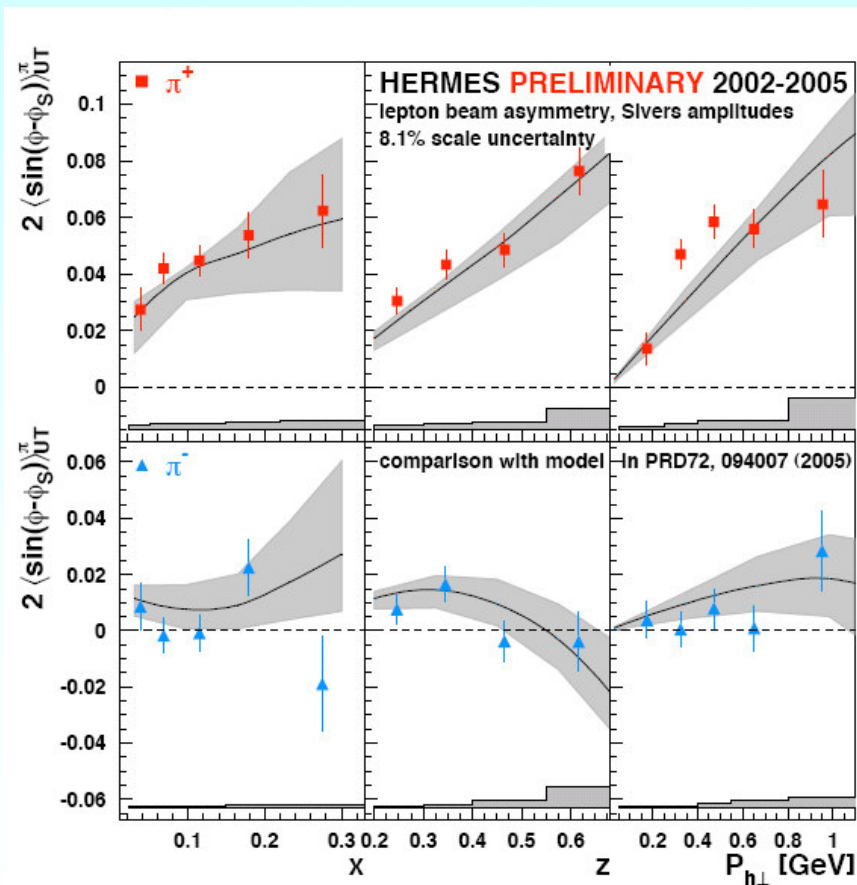 2 ⟨sin(ϕ-ϕS)⟩πUT
0.1
0.08
0.06
0.04
0.02
0
π+
HERMES PRELIMINARY 2002-2005
lepton beam asymmetry, Sivers amplitudes
8.1% scale uncertainty
2 ⟨sin(ϕ-ϕS)⟩πUT
0.06
0.04
0.02
0
-0.02
-0.04
-0.06
π-
comparison with model
in PRD72, 094007 (2005)
0.1 0.2 0.3
0.2 0.3 0.4 0.5 0.6
0.2 0.4 0.6 0.8 1
x
z
Ph⊥ [GeV]